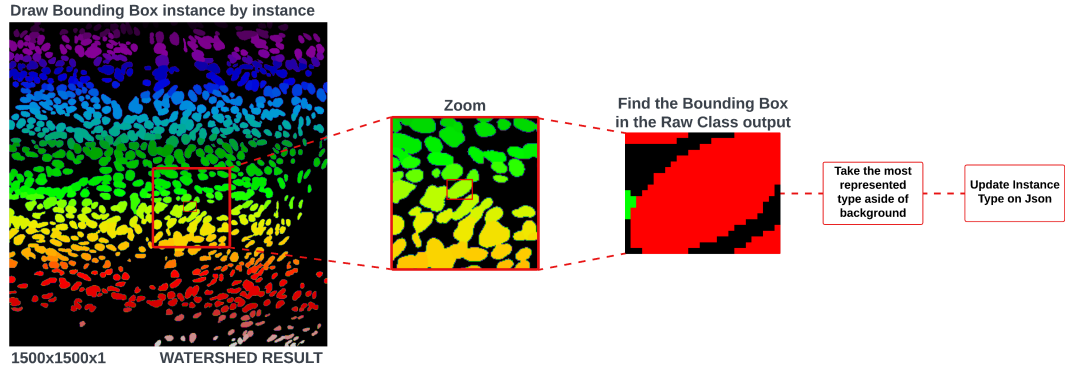 Draw Bounding Box instance by instance
Zoom
Find the Bounding Box
in the Raw Class output
Take the most
represented
type aside of
background
Update Instance
Type on Json
1500x1500x1
WATERSHED RESULT